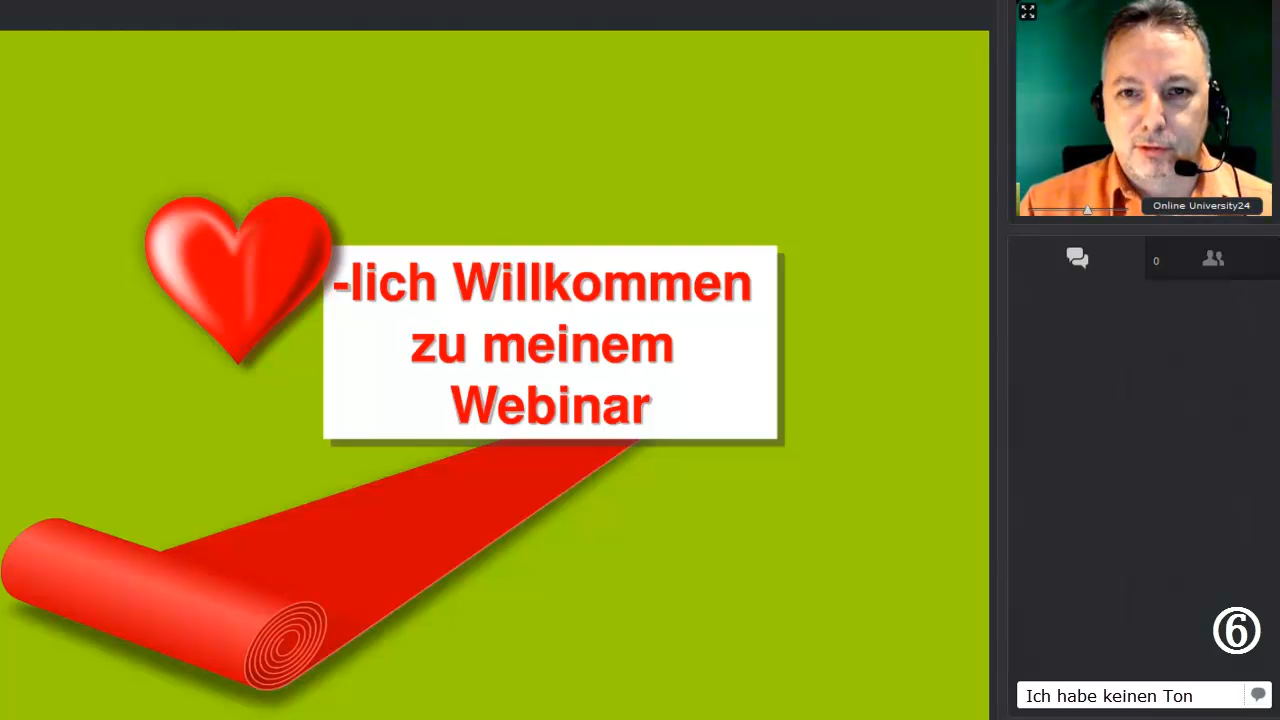 -lich Willkommen
zu meinem
Webinar
Online University24
0
⑥
Ich habe keinen Ton